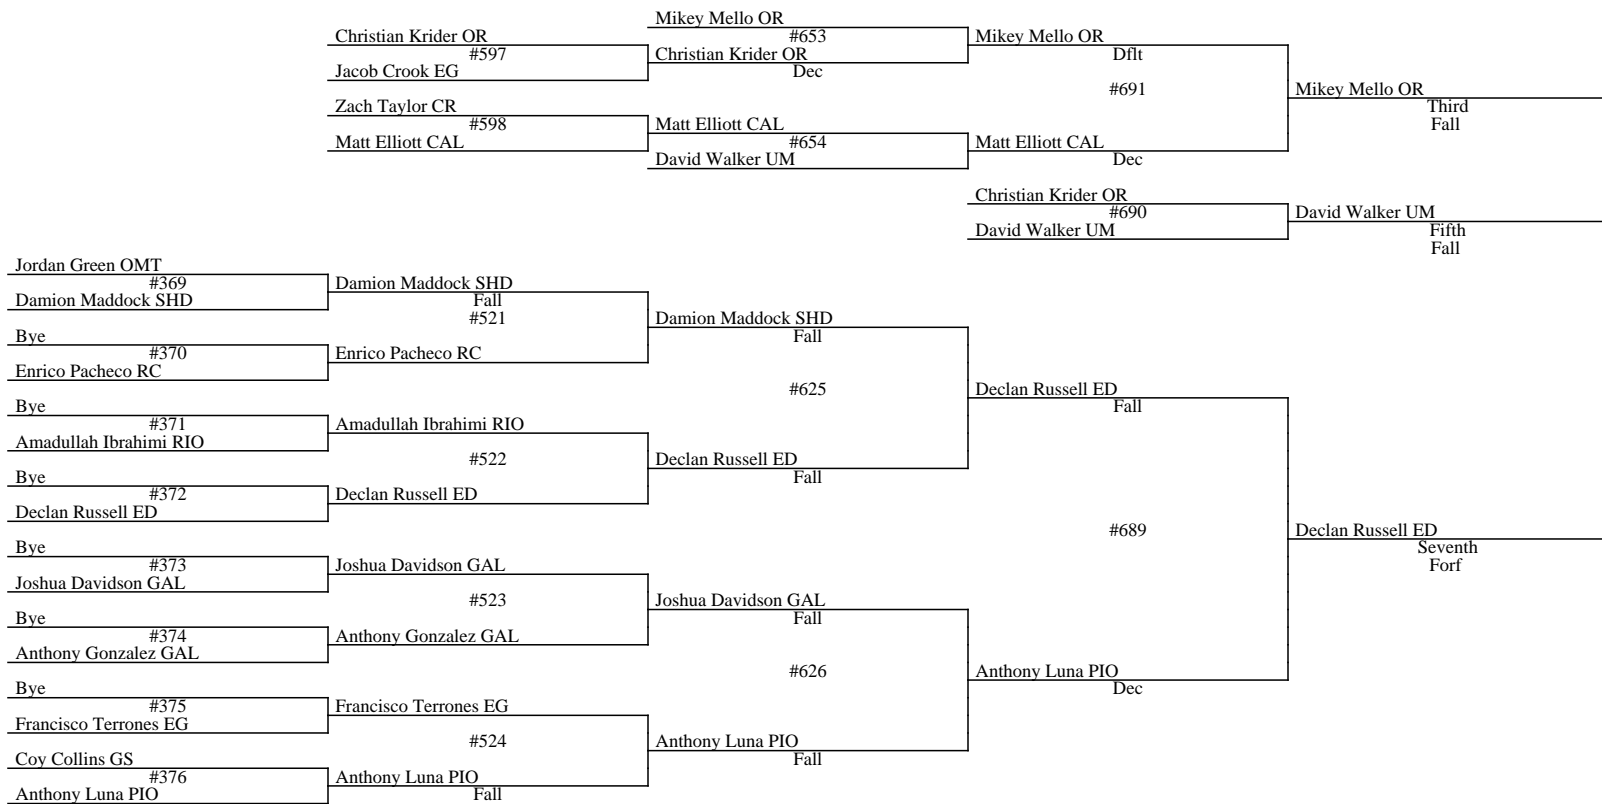 Mikey Mello OR
Christian Krider OR
#653
Mikey Mello OR
#597
Christian Krider OR
Dflt
Jacob Crook EG
Dec
#691
Mikey Mello OR
Zach Taylor CR
Third
#598
Matt Elliott CAL
Fall
Matt Elliott CAL
#654
Matt Elliott CAL
David Walker UM
Dec
Christian Krider OR
#690
David Walker UM
David Walker UM
Fifth
Fall
Jordan Green OMT
#369
Damion Maddock SHD
Damion Maddock SHD
Fall
#521
Damion Maddock SHD
Bye
Fall
#370
Enrico Pacheco RC
Enrico Pacheco RC
#625
Declan Russell ED
Bye
Fall
#371
Amadullah Ibrahimi RIO
Amadullah Ibrahimi RIO
#522
Declan Russell ED
Bye
Fall
#372
Declan Russell ED
Declan Russell ED
#689
Declan Russell ED
Bye
Seventh
#373
Joshua Davidson GAL
Forf
Joshua Davidson GAL
#523
Joshua Davidson GAL
Bye
Fall
#374
Anthony Gonzalez GAL
Anthony Gonzalez GAL
#626
Anthony Luna PIO
Bye
Dec
#375
Francisco Terrones EG
Francisco Terrones EG
#524
Anthony Luna PIO
Coy Collins GS
Fall
#376
Anthony Luna PIO
Anthony Luna PIO
Fall